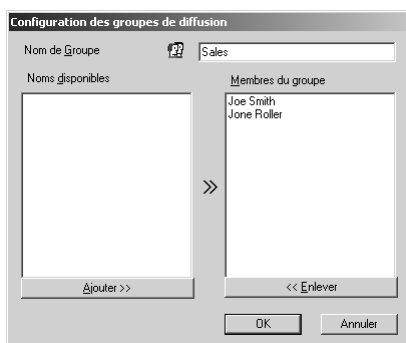 Configuration des groupes de diffusion
Nom de Groupe
Sales
Noms disponibles
Membres du groupe
Joe Smith
Jone Roller
>>
Ajouter >>
<< Enlever
OK
Annuler